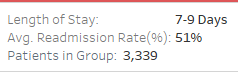 Length of Stay: 7-9 Days
Avg. Readmission Rate(%): 51%
Patients in Group: 3,339